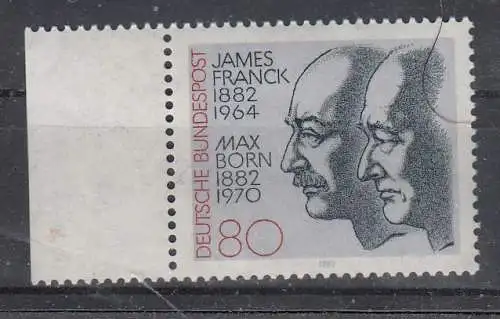 DEUTSCHE BUNDESPOST
JAMES
FRANCK
1882
1964
MAX
BORN
1882
1970
80